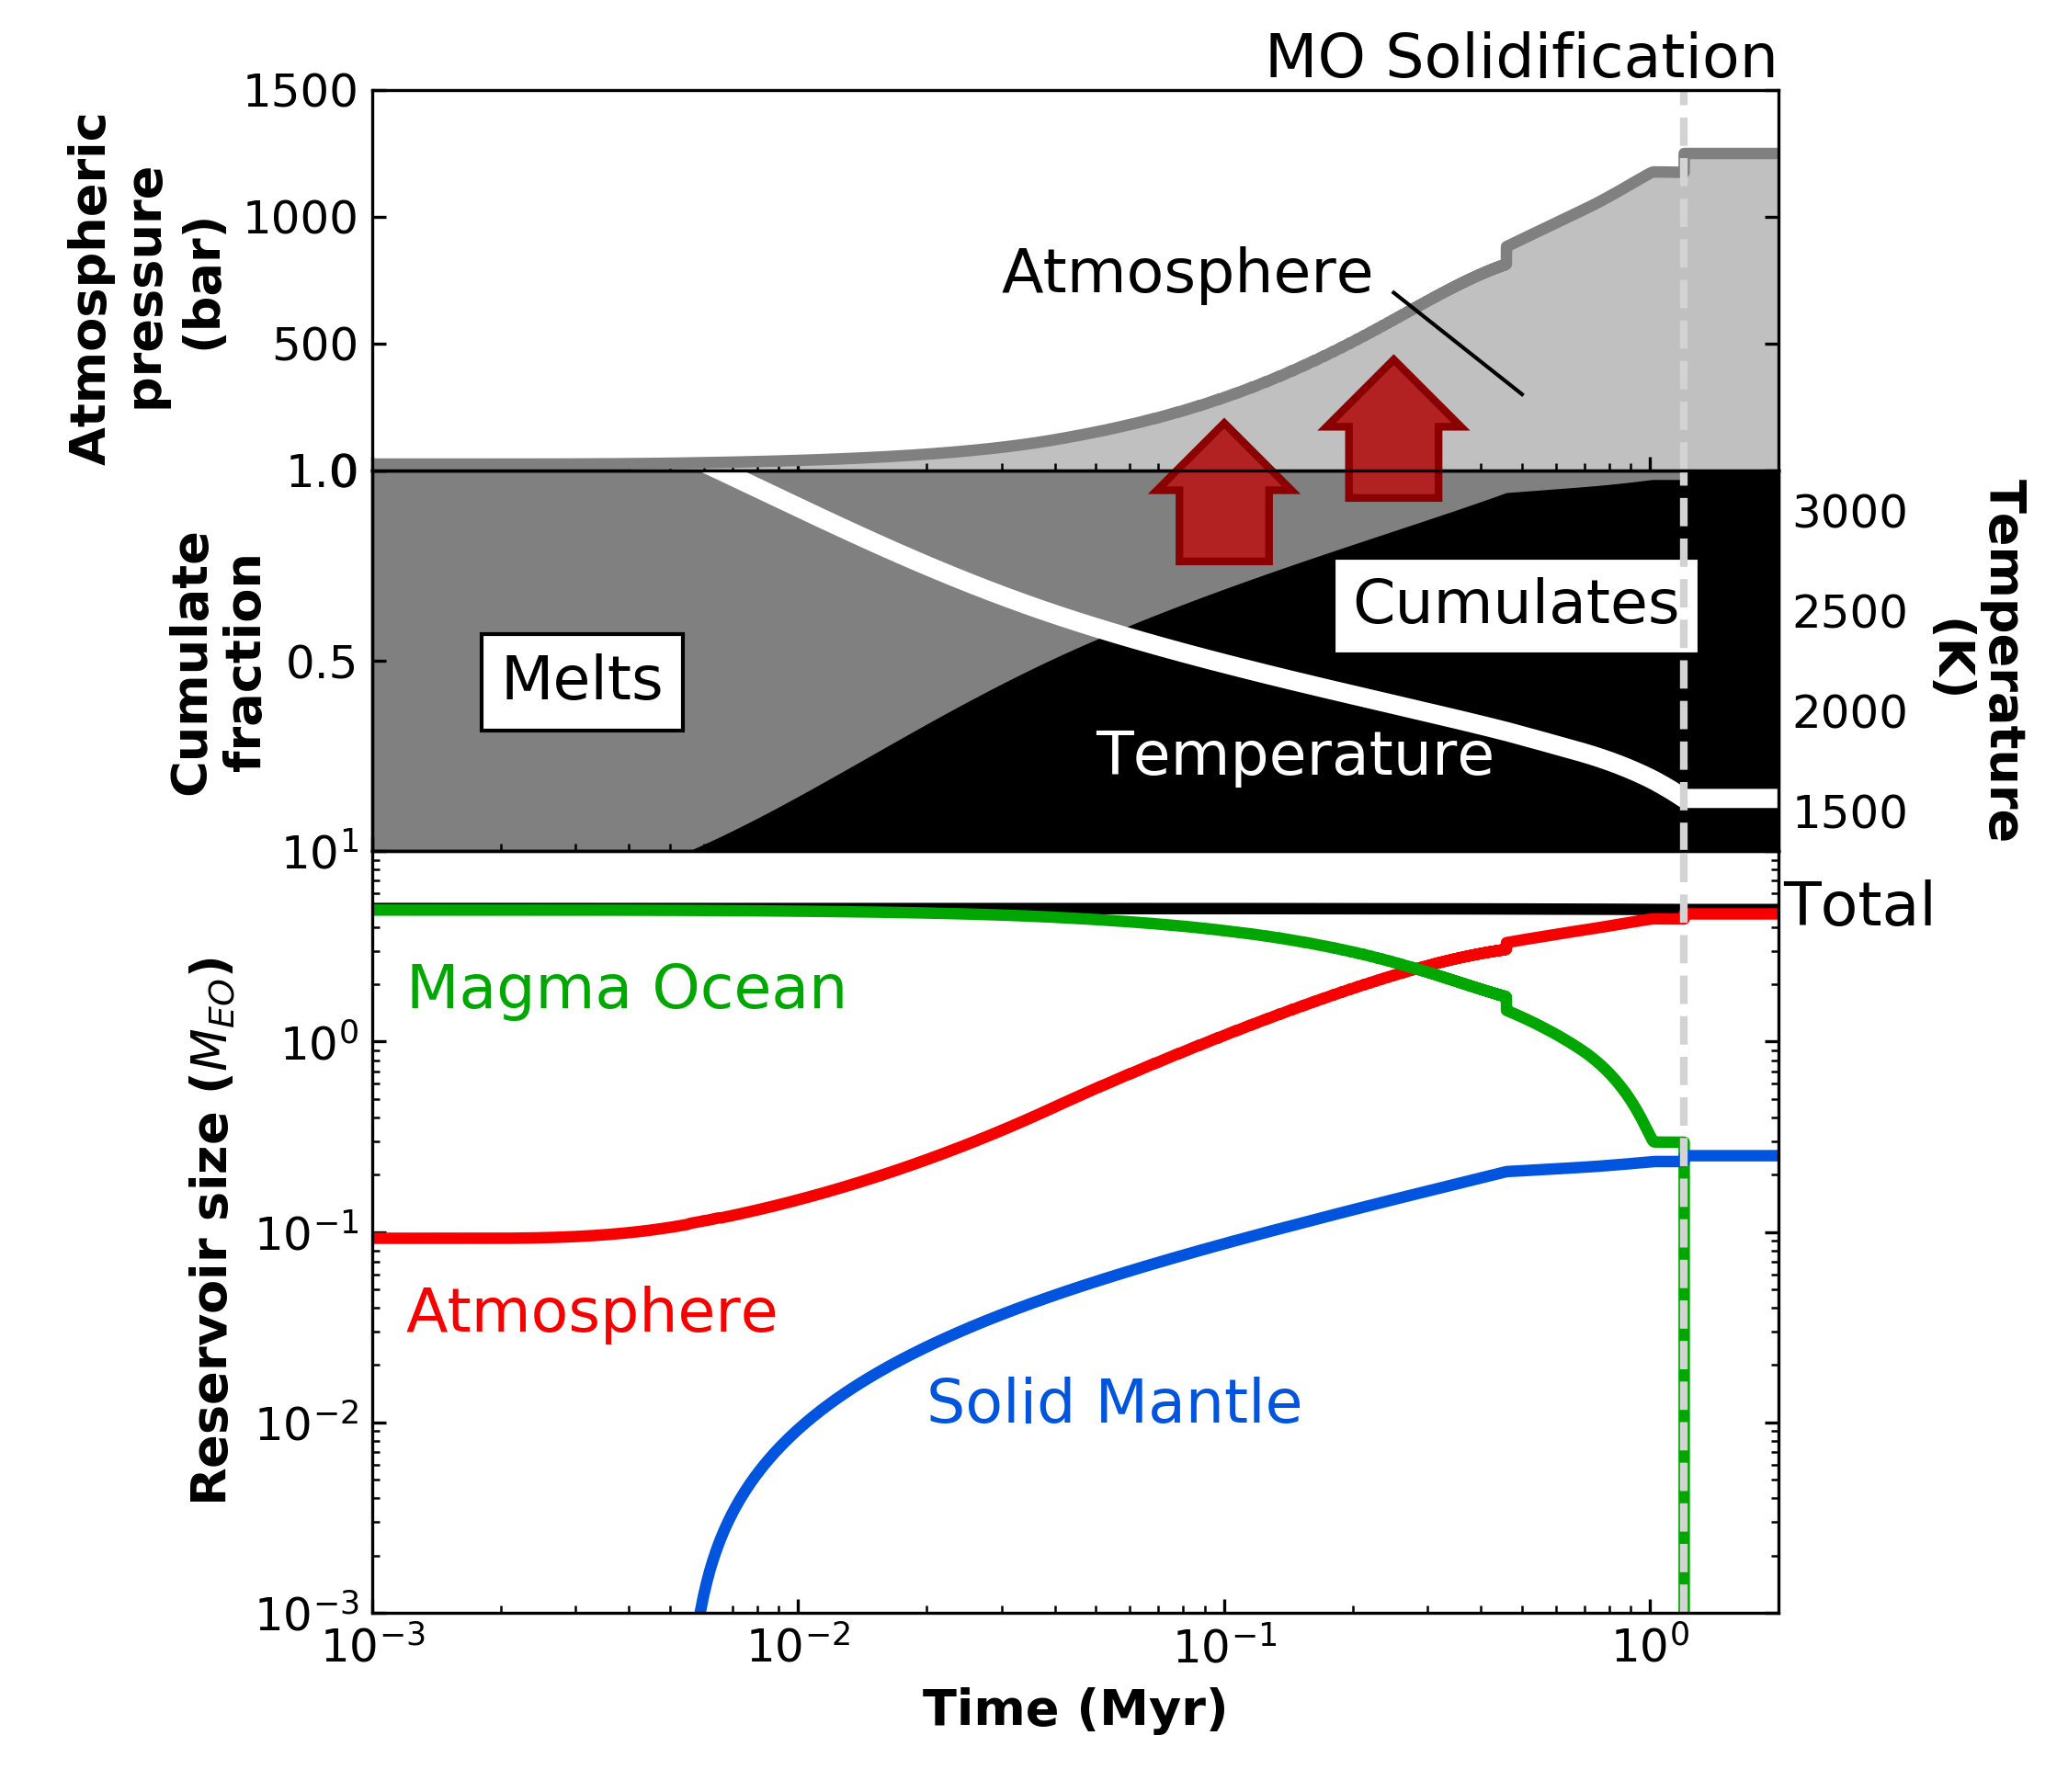 MO Solidification
Atmospheric
pressure
(bar)
1500
1000
500
Atmosphere
1.0
0.5
Cumulate
fraction
Melts
Cumulates
Temperature
3000
2500
2000
1500
Temperature
(K)
10¹
10⁰
10⁻¹
10⁻²
10⁻³
Reservoir size (M_EO)
Total
Magma Ocean
Atmosphere
Solid Mantle
10⁻³
10⁻²
10⁻¹
10⁰
Time (Myr)